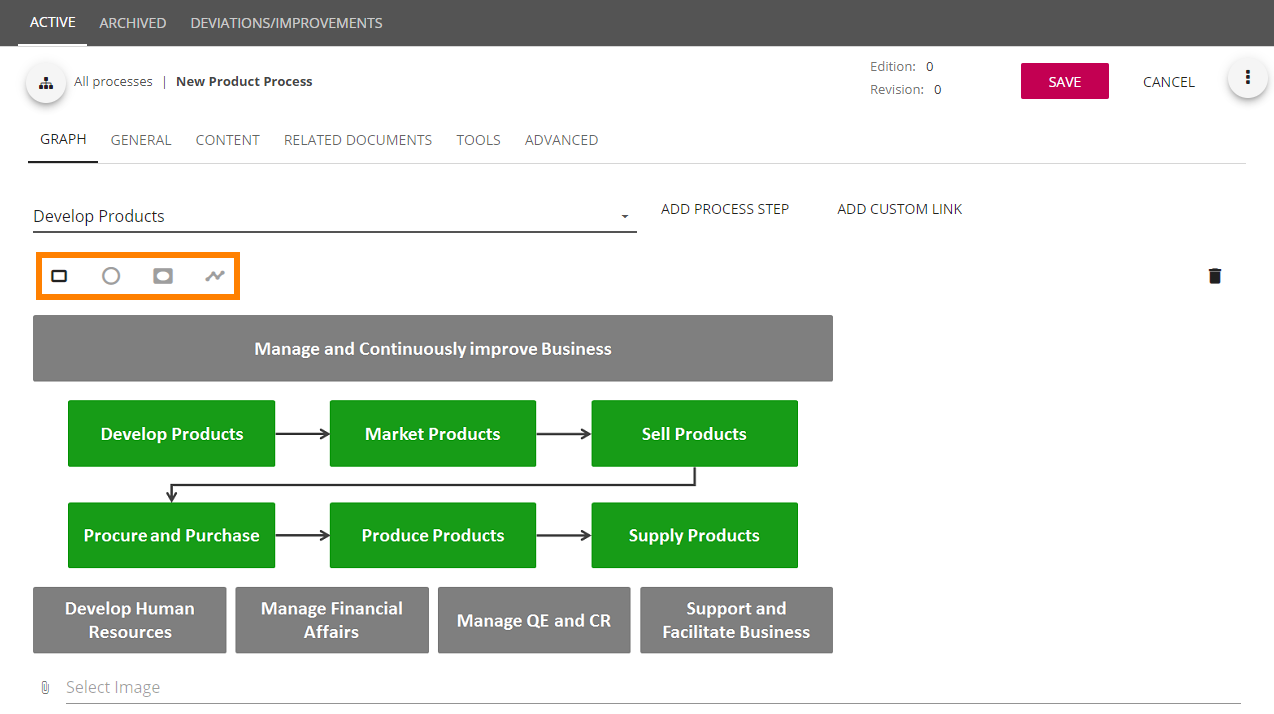 ACTIVE ARCHIVED DEVIATIONS/IMPROVEMENTS
All processes | New Product Process
Edition: 0
Revision: 0
SAVE CANCEL
GRAPH GENERAL CONTENT RELATED DOCUMENTS TOOLS ADVANCED
Develop Products
ADD PROCESS STEP ADD CUSTOM LINK
Manage and Continuously improve Business
Develop Products
Market Products
Sell Products
Procure and Purchase
Produce Products
Supply Products
Develop Human
Resources
Manage Financial
Affairs
Manage QE and CR
Support and
Facilitate Business
Select Image